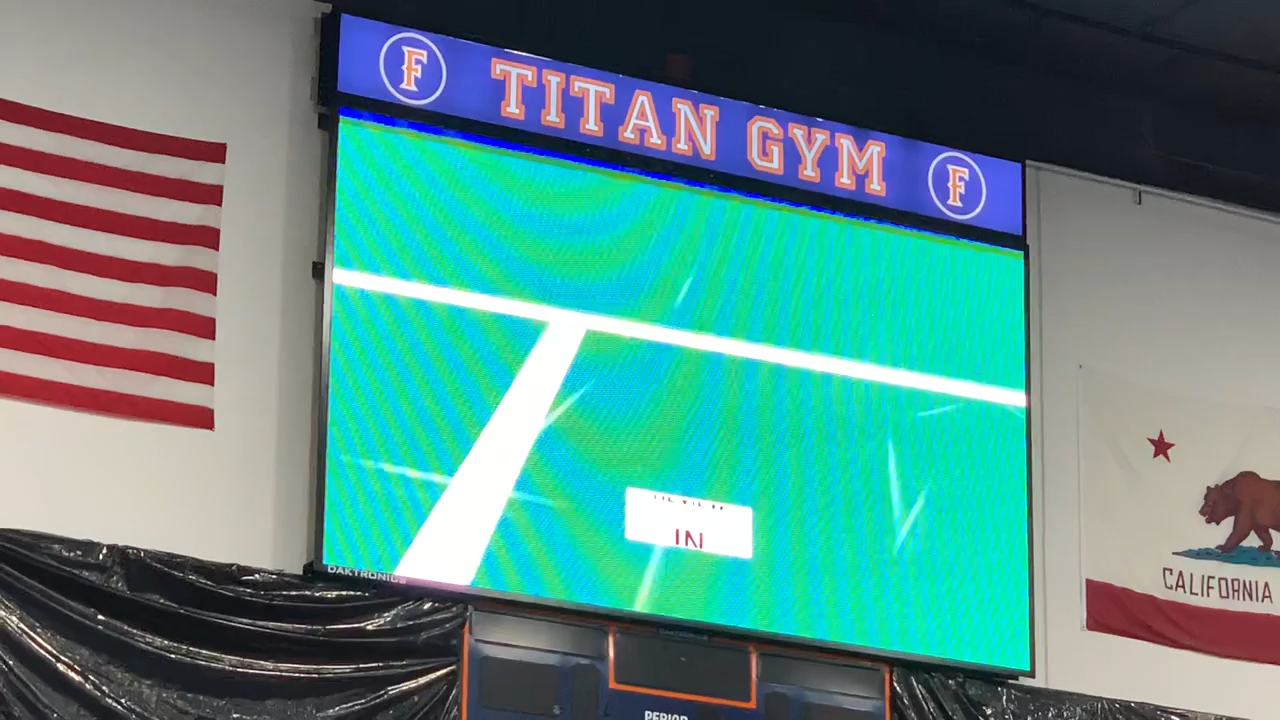 F TITAN GYM F
IN
DAKTRONICS
CALIFORNIA
PERIOD